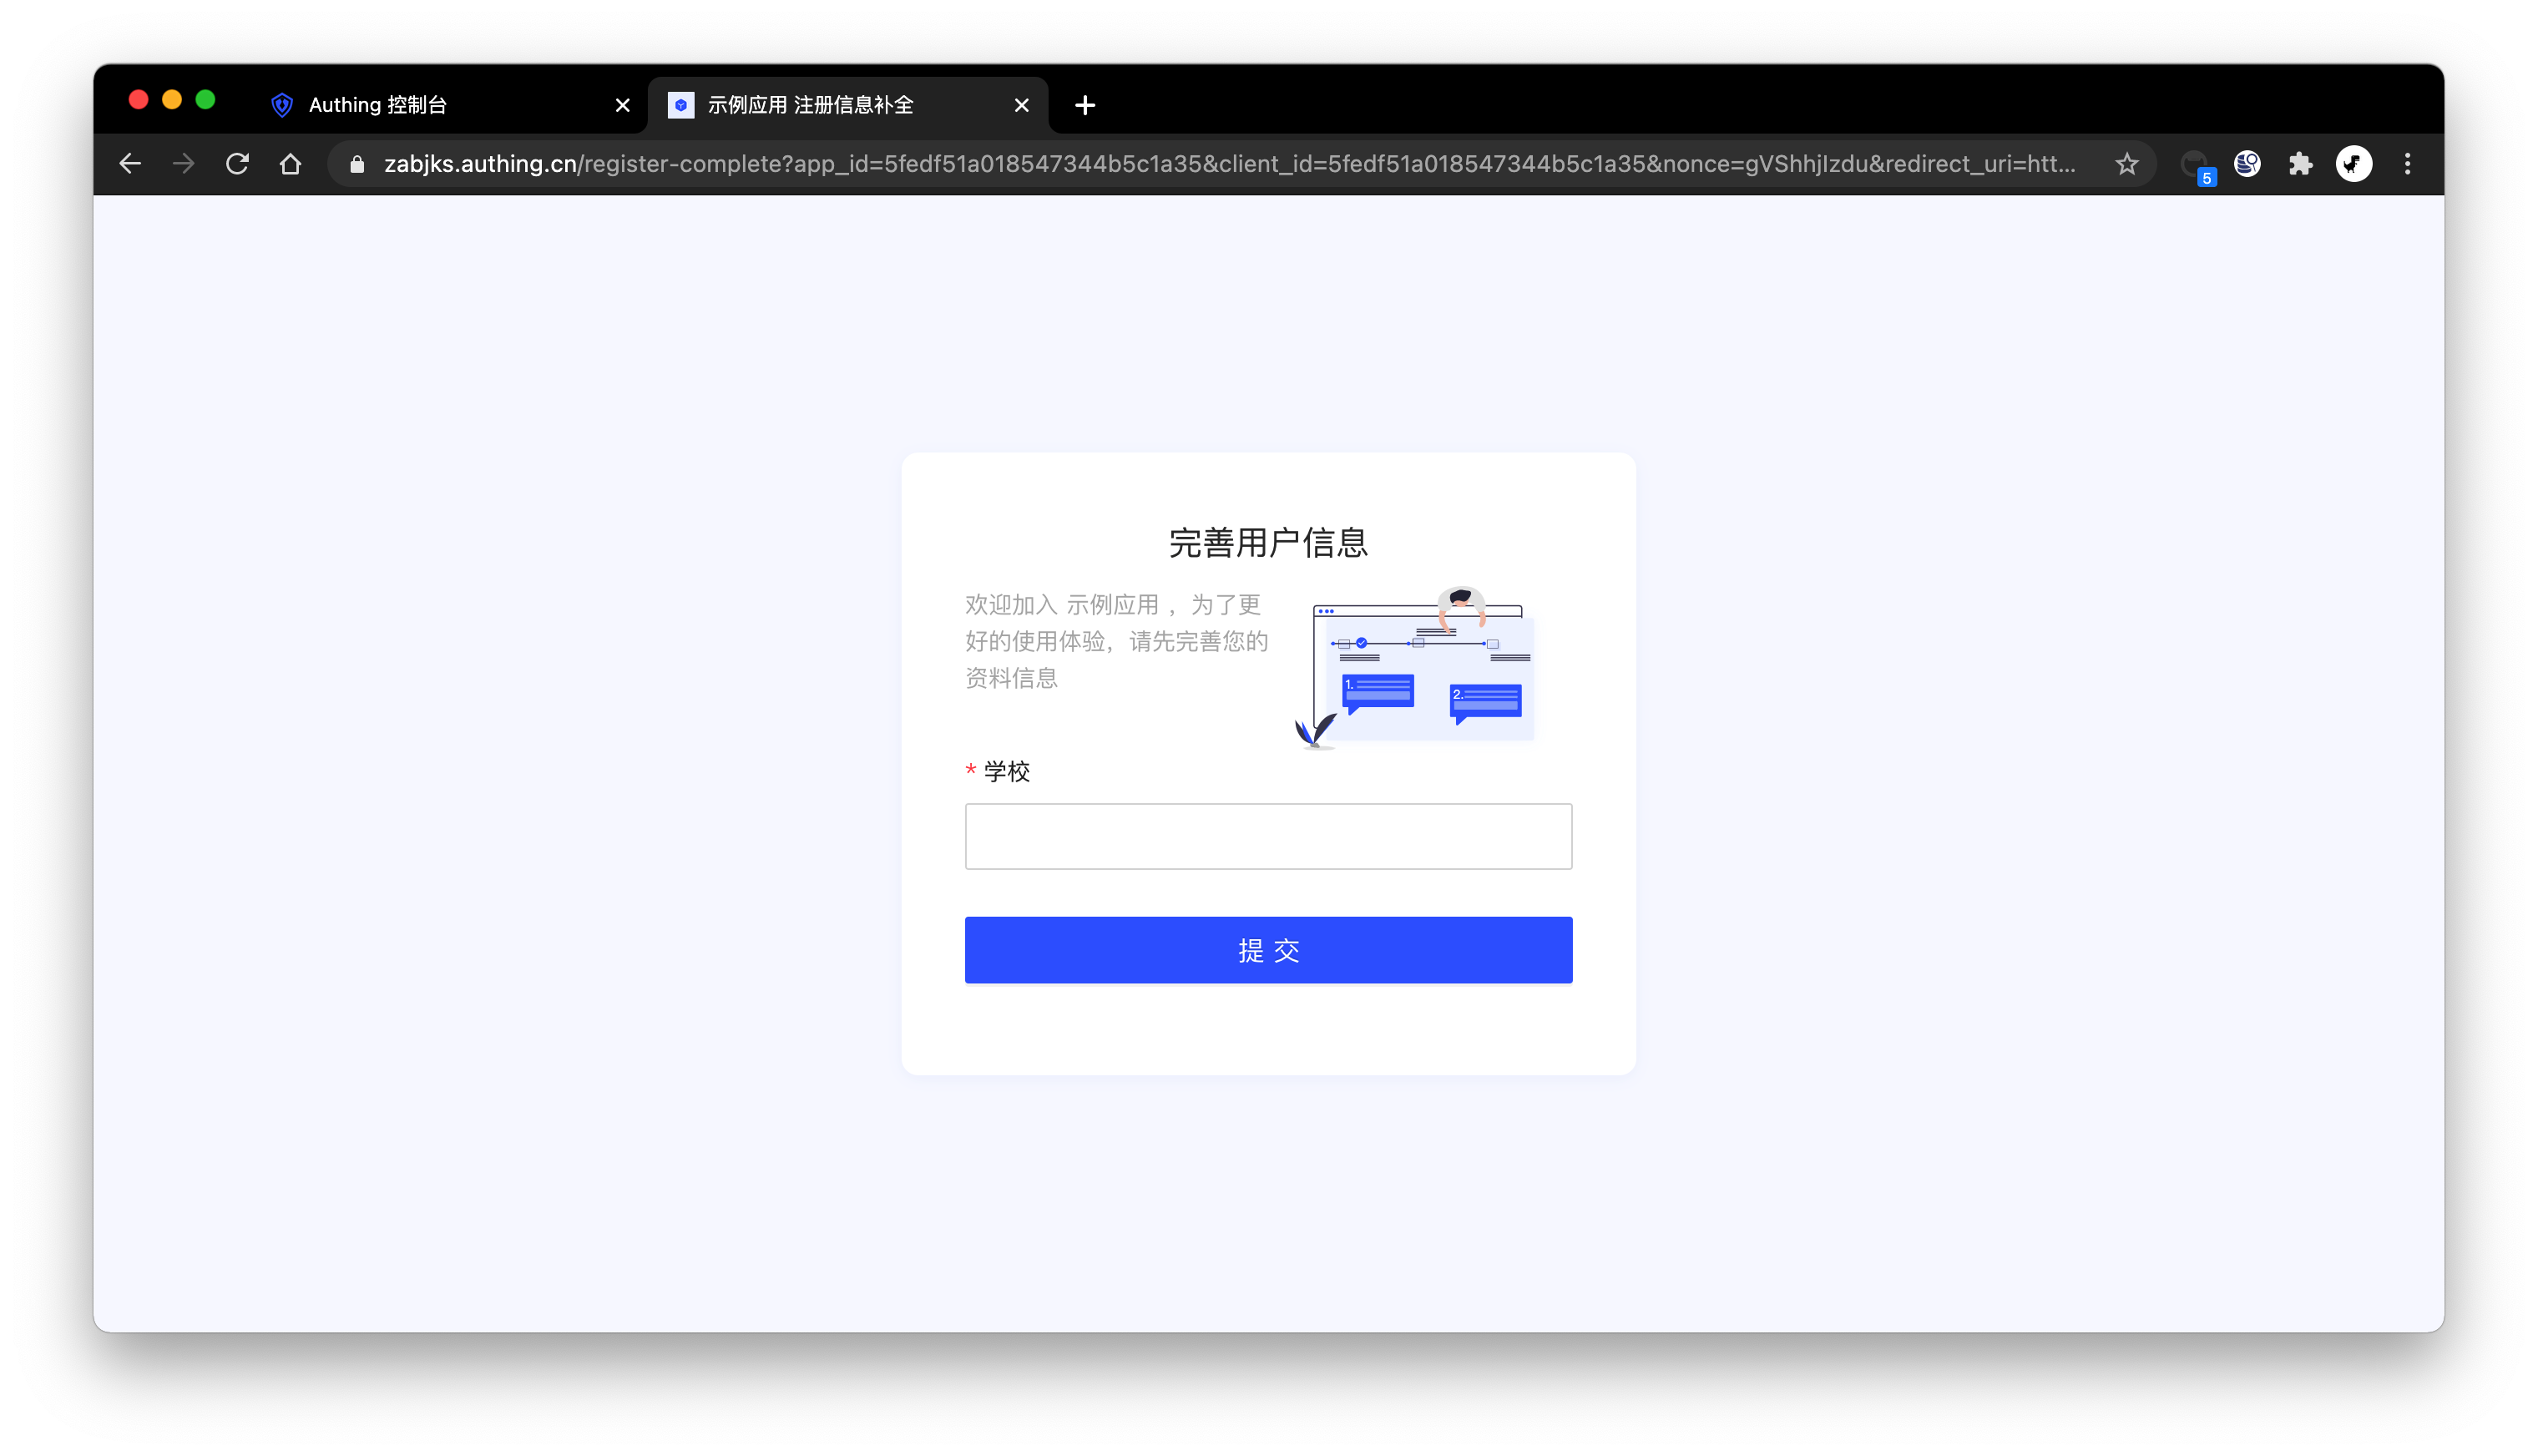 Authing 控制台
示例应用 注册信息补全
zabjks.authing.cn/register-complete?app_id=5fedf51a018547344b5c1a35&client_id=5fedf51a018547344b5c1a35&nonce=gVShhjIzdu&redirect_uri=htt...
5
完善用户信息
欢迎加入 示例应用 ，为了更
好的使用体验，请先完善您的
资料信息
1.
2.
* 学校
提 交